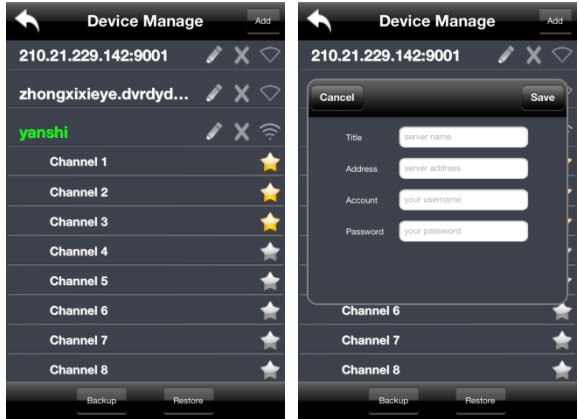 Device Manage
Add
210.21.229.142:9001
zhongxixieye.dvrdyd...
yanshi
Channel 1
Channel 2
Channel 3
Channel 4
Channel 5
Channel 6
Channel 7
Channel 8
Backup Restore
Device Manage
Add
210.21.229.142:9001
Cancel Save
Title server name
Address server address
Account your username
Password your password
Channel 6
Channel 7
Channel 8
Backup Restore